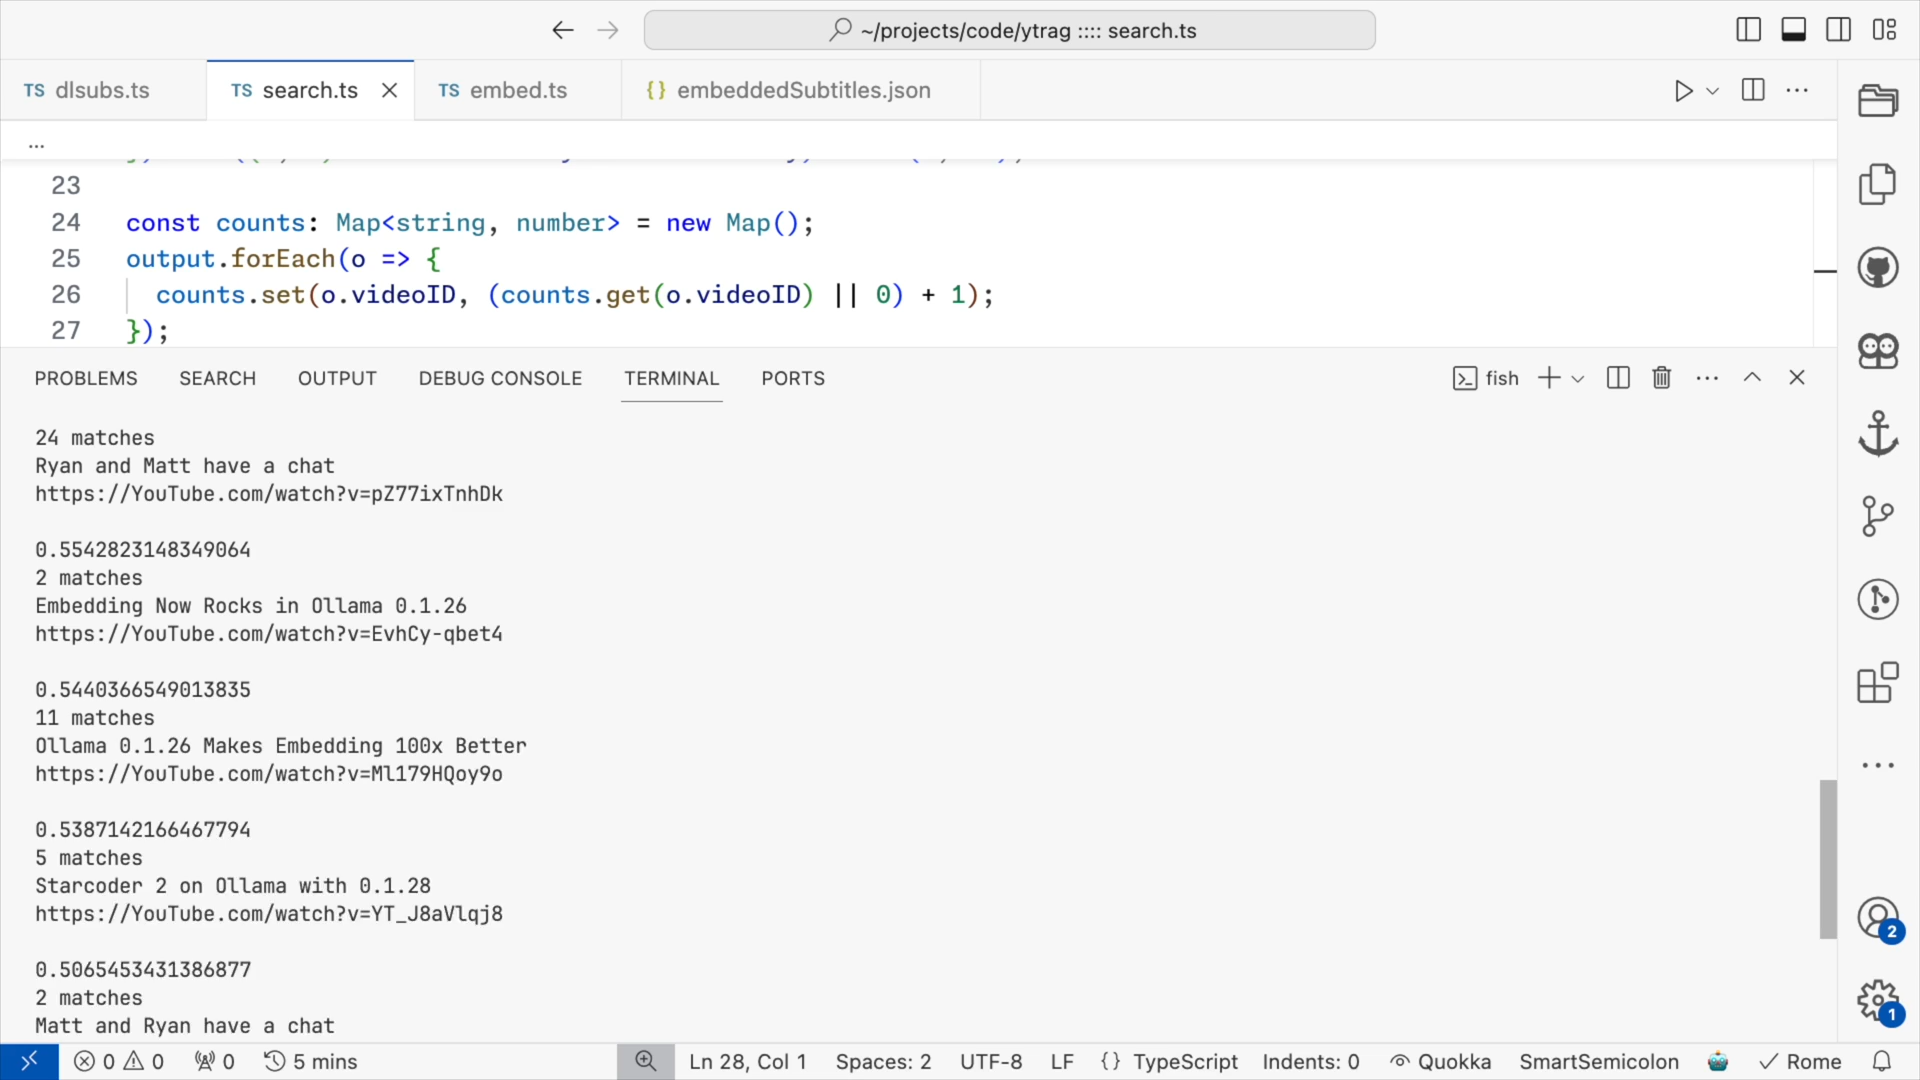 ~/projects/code/ytrag :::: search.ts
TS dlsubs.ts
TS search.ts
TS embed.ts
{} embeddedSubtitles.json
...
23
24 const counts: Map<string, number> = new Map();
25 output.forEach(o => {
26 counts.set(o.videoID, (counts.get(o.videoID) || 0) + 1);
27 });
PROBLEMS SEARCH OUTPUT DEBUG CONSOLE TERMINAL PORTS
fish
24 matches
Ryan and Matt have a chat
https://YouTube.com/watch?v=pZ77ixTnhDk
0.5542823148349064
2 matches
Embedding Now Rocks in Ollama 0.1.26
https://YouTube.com/watch?v=EvhCy-qbet4
0.5440366549013835
11 matches
Ollama 0.1.26 Makes Embedding 100x Better
https://YouTube.com/watch?v=Ml179HQoy9o
0.5387142166467794
5 matches
Starcoder 2 on Ollama with 0.1.28
https://YouTube.com/watch?v=YT_J8aVlqj8
0.5065453431386877
2 matches
Matt and Ryan have a chat
2
1
0 0 0 5 mins Ln 28, Col 1 Spaces: 2 UTF-8 LF {} TypeScript Indents: 0 Quokka SmartSemicolon Rome